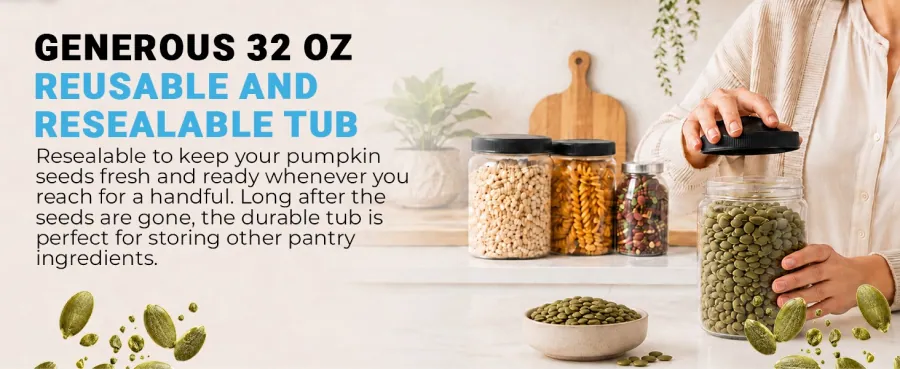 GENEROUS 32 OZ
REUSABLE AND
RESEALABLE TUB
Resealable to keep your pumpkin
seeds fresh and ready whenever you
reach for a handful. Long after the
seeds are gone, the durable tub is
perfect for storing other pantry
ingredients.